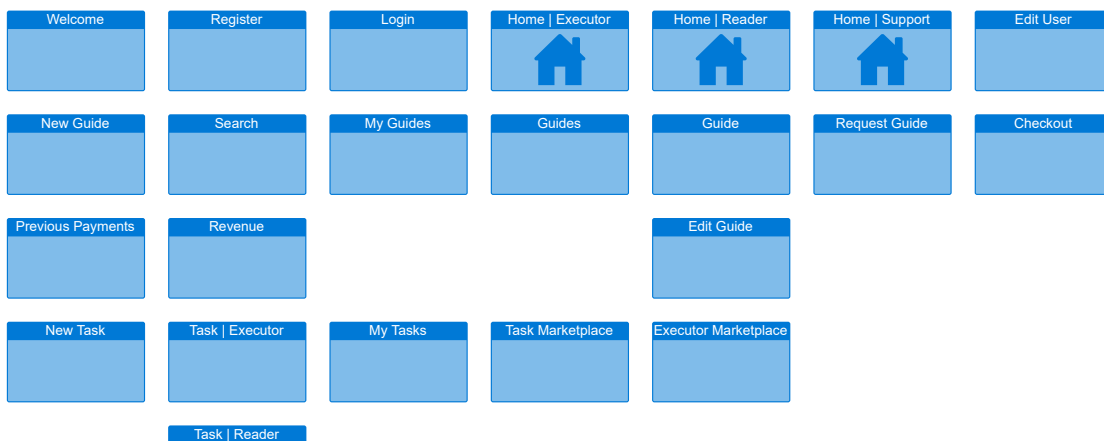 Welcome
Register
Login
Home | Executor
Home | Reader
Home | Support
Edit User
New Guide
Search
My Guides
Guides
Guide
Request Guide
Checkout
Previous Payments
Revenue
Edit Guide
New Task
Task | Executor
My Tasks
Task Marketplace
Executor Marketplace
Task | Reader